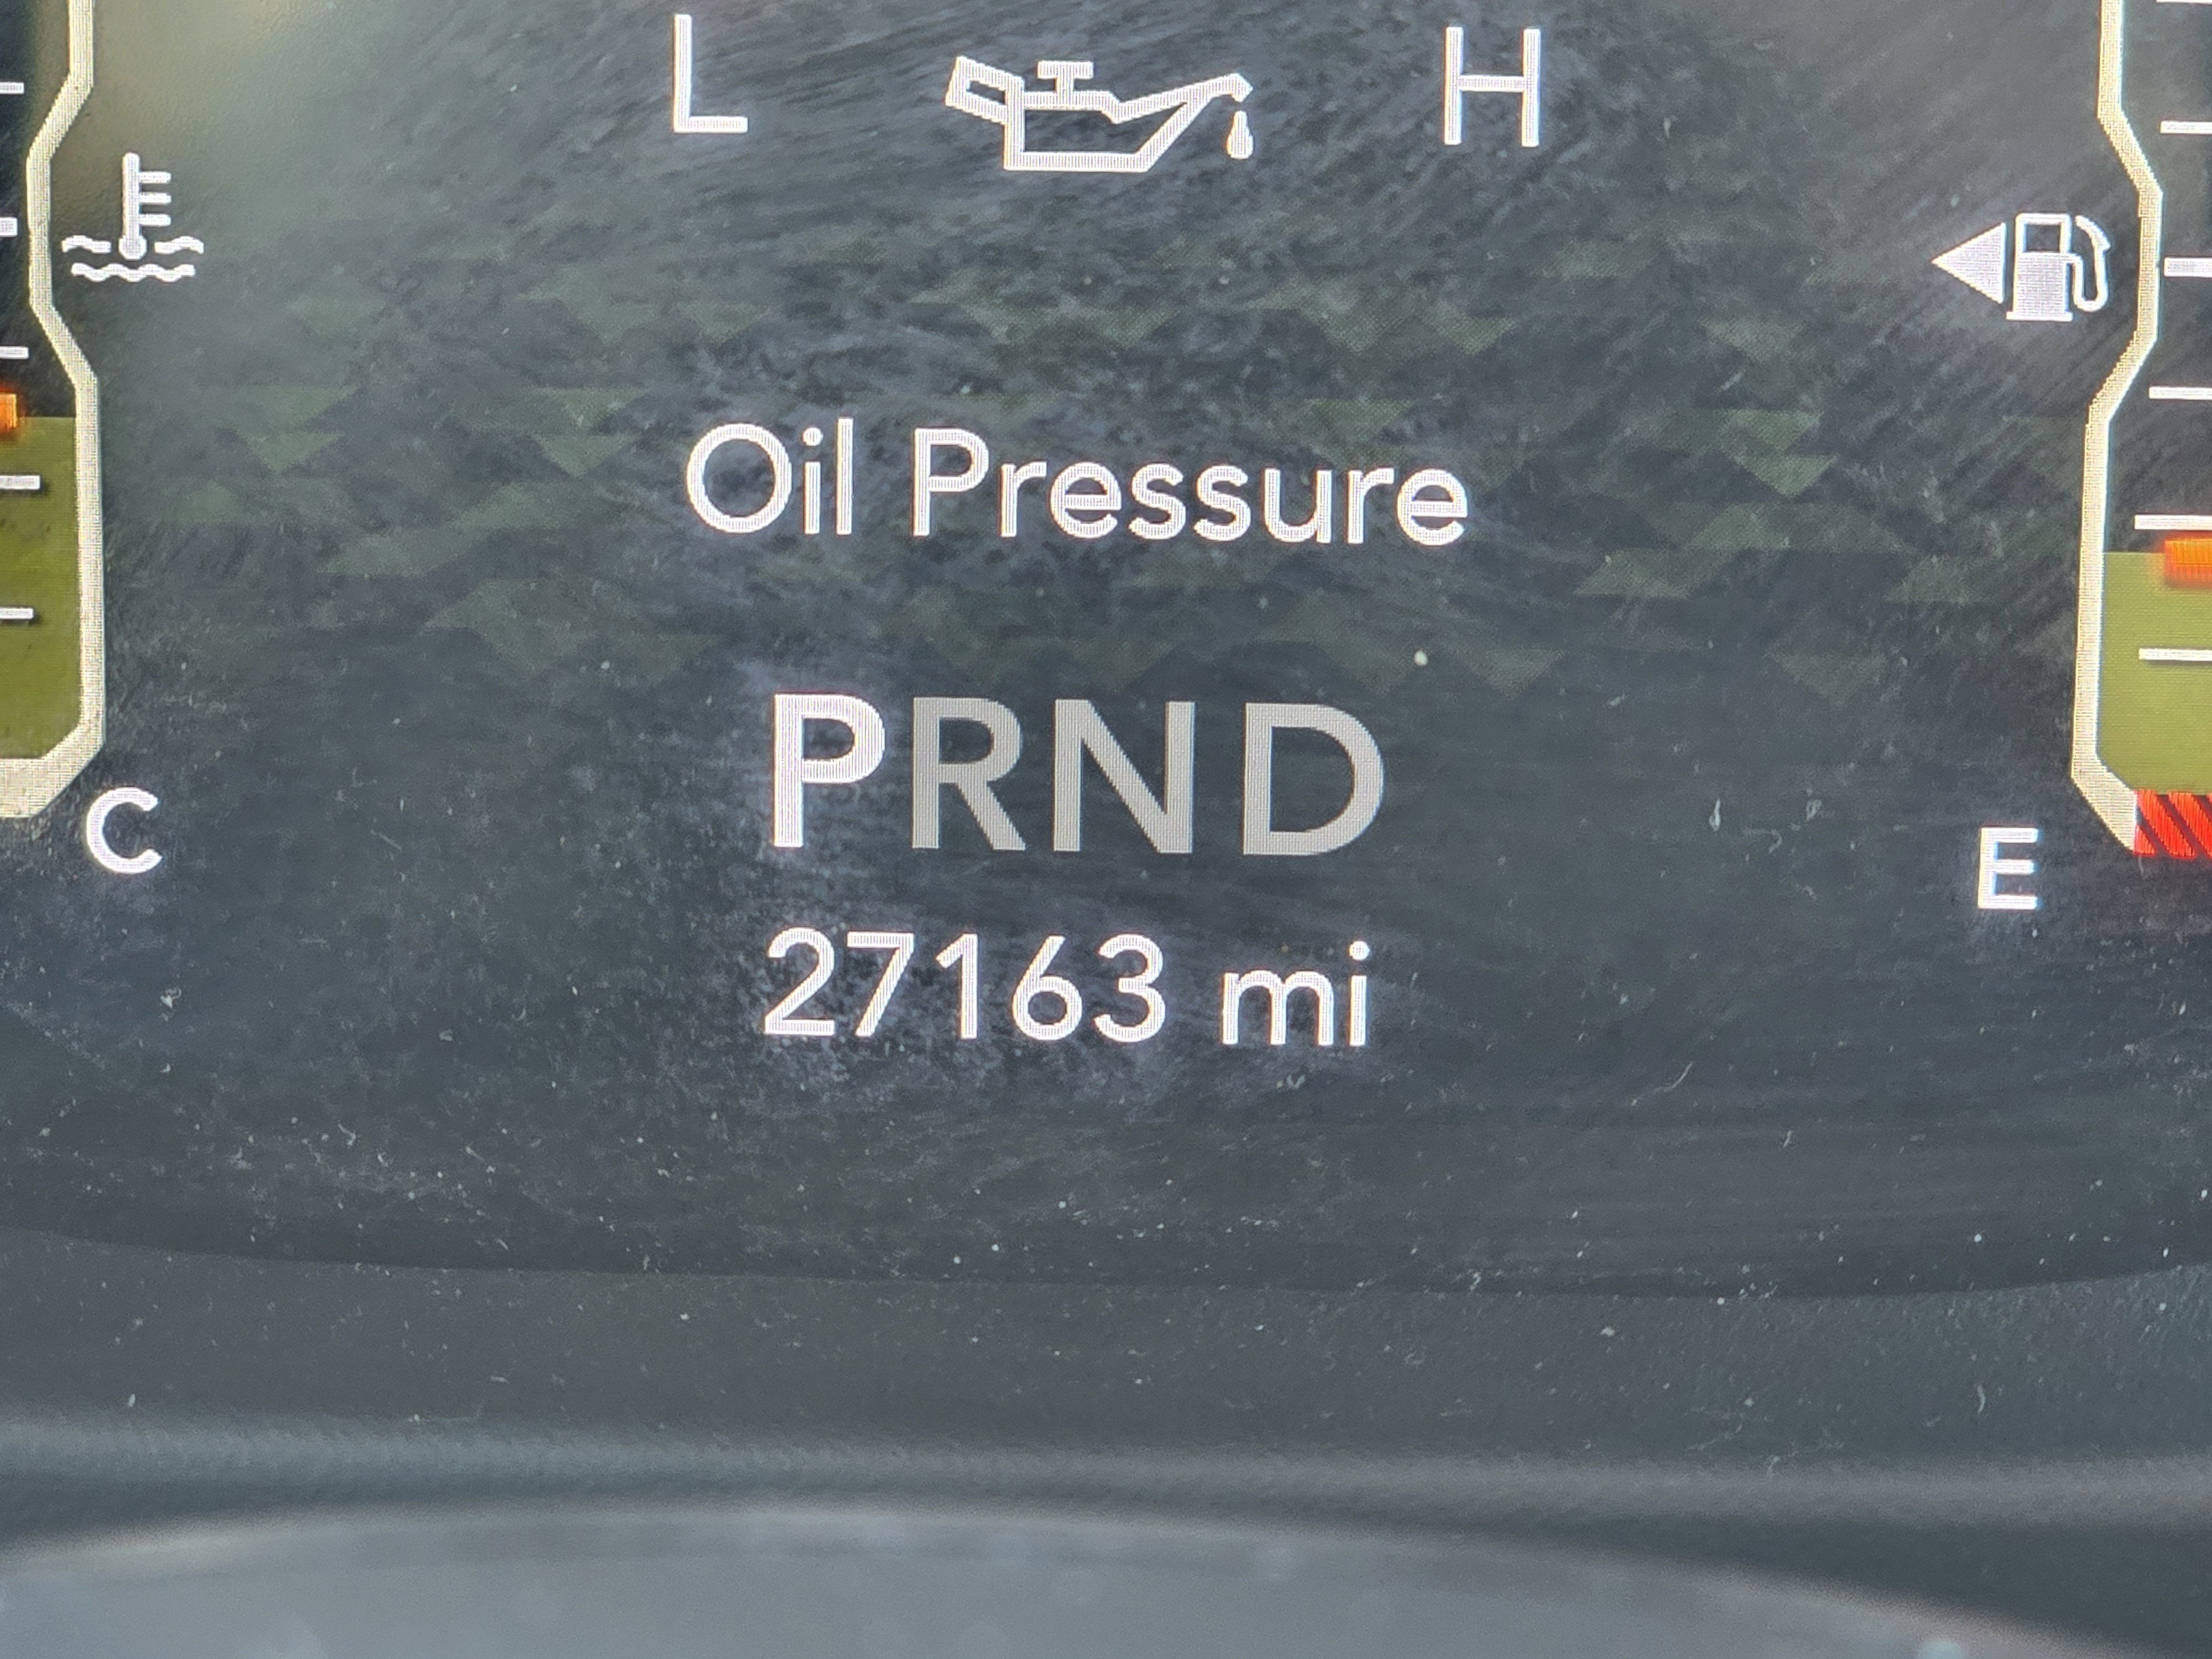 L H
Oil Pressure
PRND
C
E
27163 mi